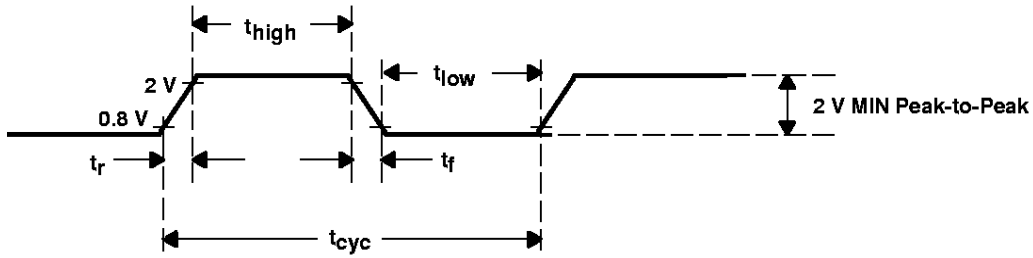 thigh
2 V
tlow
0.8 V
2 V MIN Peak-to-Peak
tr
tf
tcyc